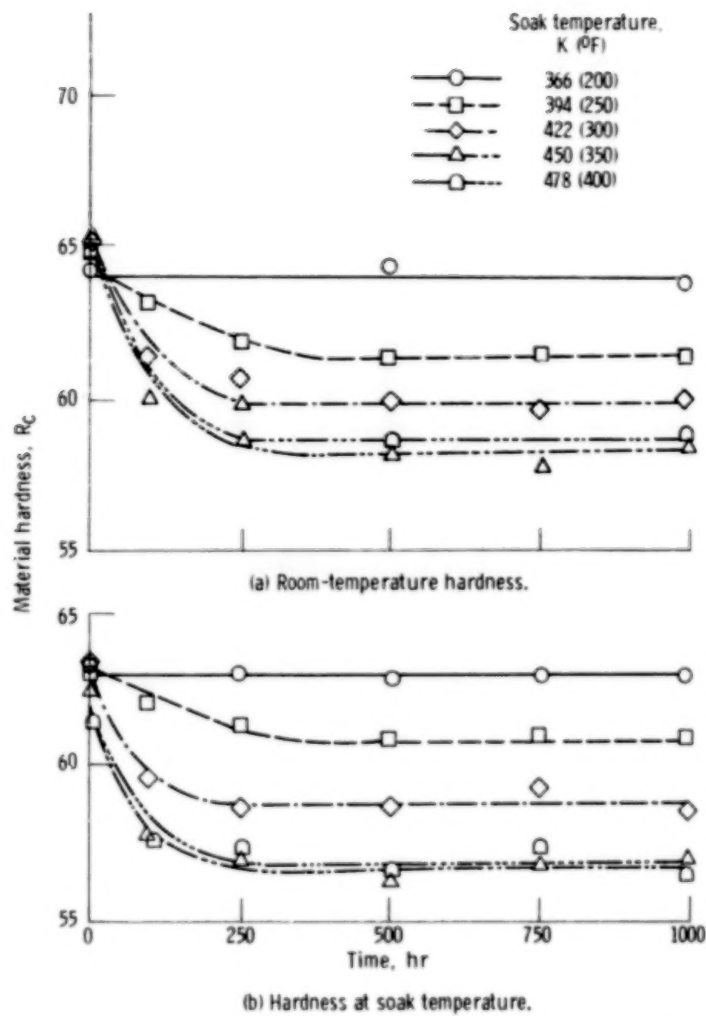 Soak temperature,
K (°F)
366 (200)
394 (250)
422 (300)
450 (350)
478 (400)
70
65
60
55
(a) Room-temperature hardness.
Material hardness, R_C
65
60
55
0
250
500
750
1000
Time, hr
(b) Hardness at soak temperature.